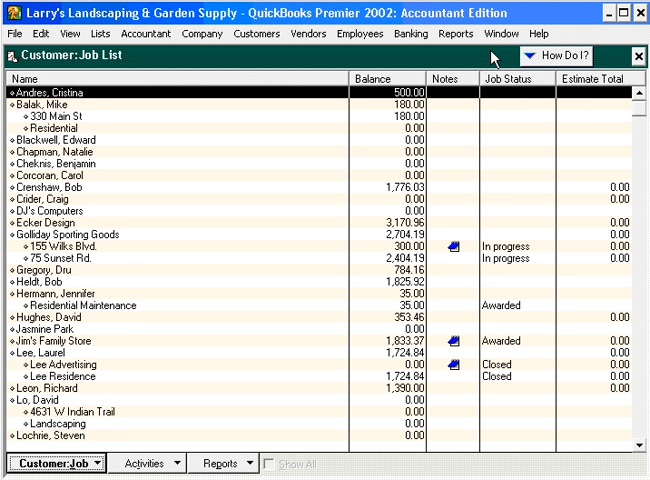 Larry's Landscaping & Garden Supply - QuickBooks Premier 2002: Accountant Edition
File Edit View Lists Accountant Company Customers Vendors Employees Banking Reports Window Help
Customer:Job List How Do I?
Name Balance Notes Job Status Estimate Total
Andres, Cristina 500.00
Balak, Mike 180.00
330 Main St 180.00
Residential 0.00
Blackwell, Edward 0.00
Chapman, Natalie 0.00
Cheknis, Benjamin 0.00
Corcoran, Carol 0.00
Crenshaw, Bob 1,776.03 0.00
Crider, Craig 0.00 0.00
DJ's Computers 0.00
Ecker Design 3,170.96 0.00
Golliday Sporting Goods 2,704.19 0.00
155 Wilks Blvd. 300.00 In progress 0.00
75 Sunset Rd. 2,404.19 In progress 0.00
Gregory, Dru 784.16
Heldt, Bob 1,825.92
Hermann, Jennifer 35.00
Residential Maintenance 35.00 Awarded
Hughes, David 353.46 0.00
Jasmine Park 0.00
Jim's Family Store 1,833.37 Awarded 0.00
Lee, Laurel 1,724.84 0.00
Lee Advertising 0.00 Closed 0.00
Lee Residence 1,724.84 Closed 0.00
Leon, Richard 1,390.00 0.00
Lo, David 0.00
4631 W Indian Trail 0.00
Landscaping 0.00
Lochrie, Steven 0.00
Customer:Job Activities Reports Show All